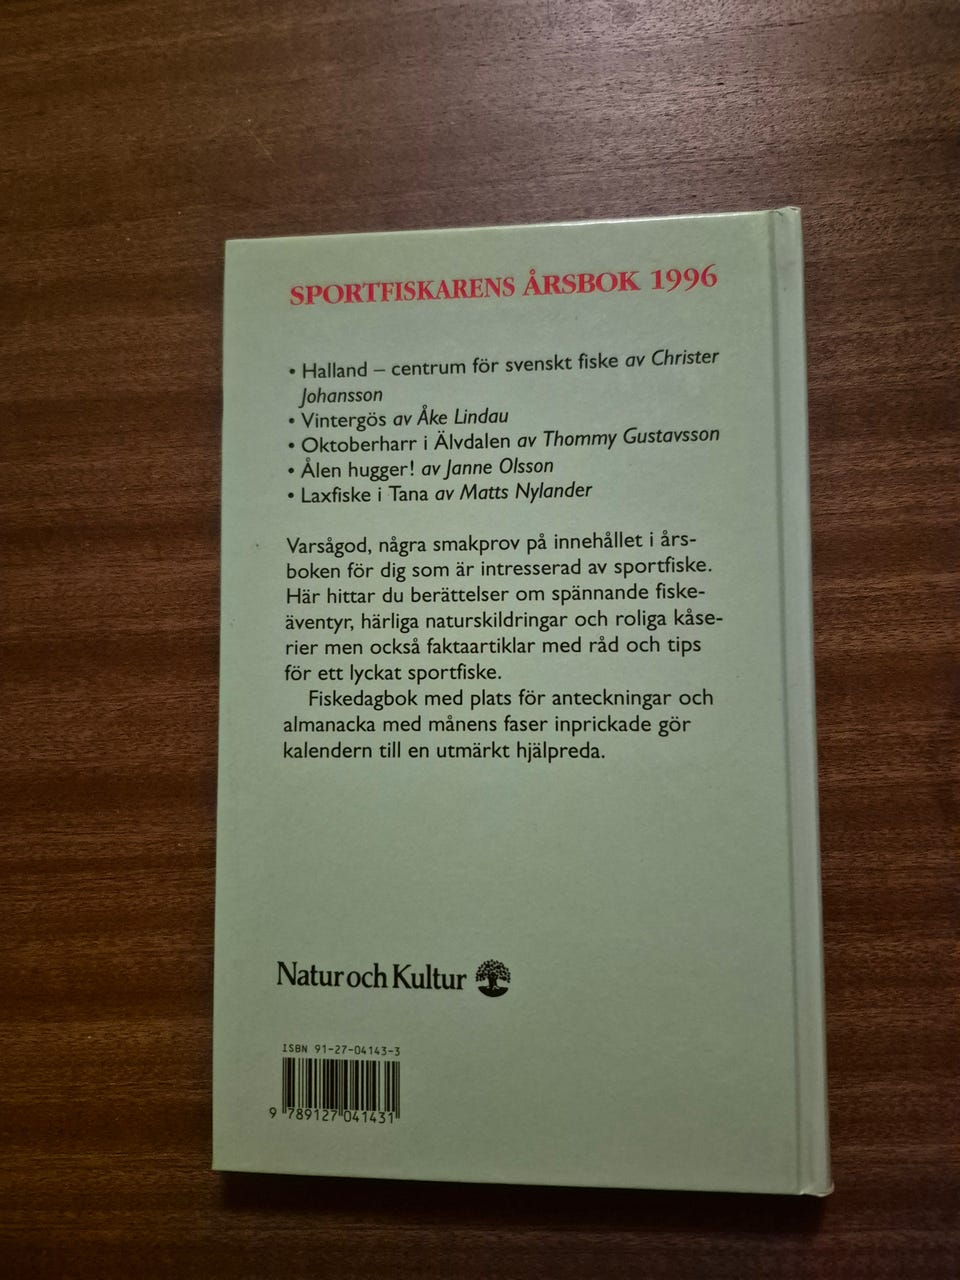 SPORTFISKARENS ÅRSBOK 1996
• Halland – centrum för svenskt fiske av Christer
Johansson
• Vintergös av Åke Lindau
• Oktoberharr i Älvdalen av Thommy Gustavsson
• Ålen hugger! av Janne Olsson
• Laxfiske i Tana av Matts Nylander
Varsågod, några smakprov på innehållet i års-
boken för dig som är intresserad av sportfiske.
Här hittar du berättelser om spännande fiske-
äventyr, härliga naturskildringar och roliga kåse-
rier men också faktaartiklar med råd och tips
för ett lyckat sportfiske.
Fiskedagbok med plats för anteckningar och
almanacka med månens faser inprickade gör
kalendern till en utmärkt hjälpreda.
Natur och Kultur
ISBN 91-27-04143-3
9 789127 041431